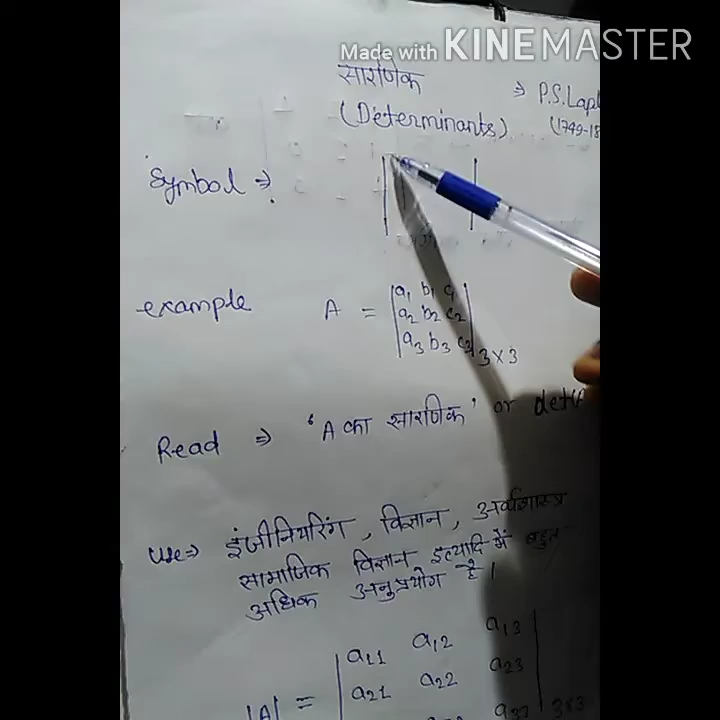 Made with KINEMASTER
सारणिक ⇒ P.S.Lapl
(Determinants) (1749-18
Symbol ⇒ | |
example A = |a₁ b₁ c₁|
|a₂ b₂ c₂|
|a₃ b₃ c₃| 3×3
Read ⇒ 'A का सारणिक' or det(A
Use ⇒ इंजीनियरिंग, विज्ञान, अर्थशास्त्र
सामाजिक विज्ञान इत्यादि में बहुत
अधिक अनुप्रयोग है।
a₁₁ a₁₂ a₁₃
|A| = a₂₁ a₂₂ a₂₃
a₃₃ 3×3